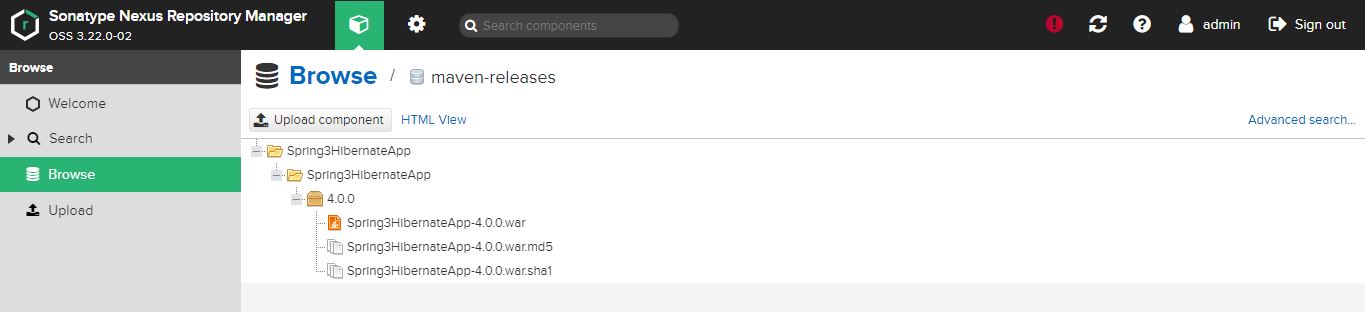 Sonatype Nexus Repository Manager
OSS 3.22.0-02
Search components
admin
Sign out
Browse
Welcome
Search
Browse
Upload
Browse / maven-releases
Upload component
HTML View
Advanced search...
Spring3HibernateApp
Spring3HibernateApp
4.0.0
Spring3HibernateApp-4.0.0.war
Spring3HibernateApp-4.0.0.war.md5
Spring3HibernateApp-4.0.0.war.sha1